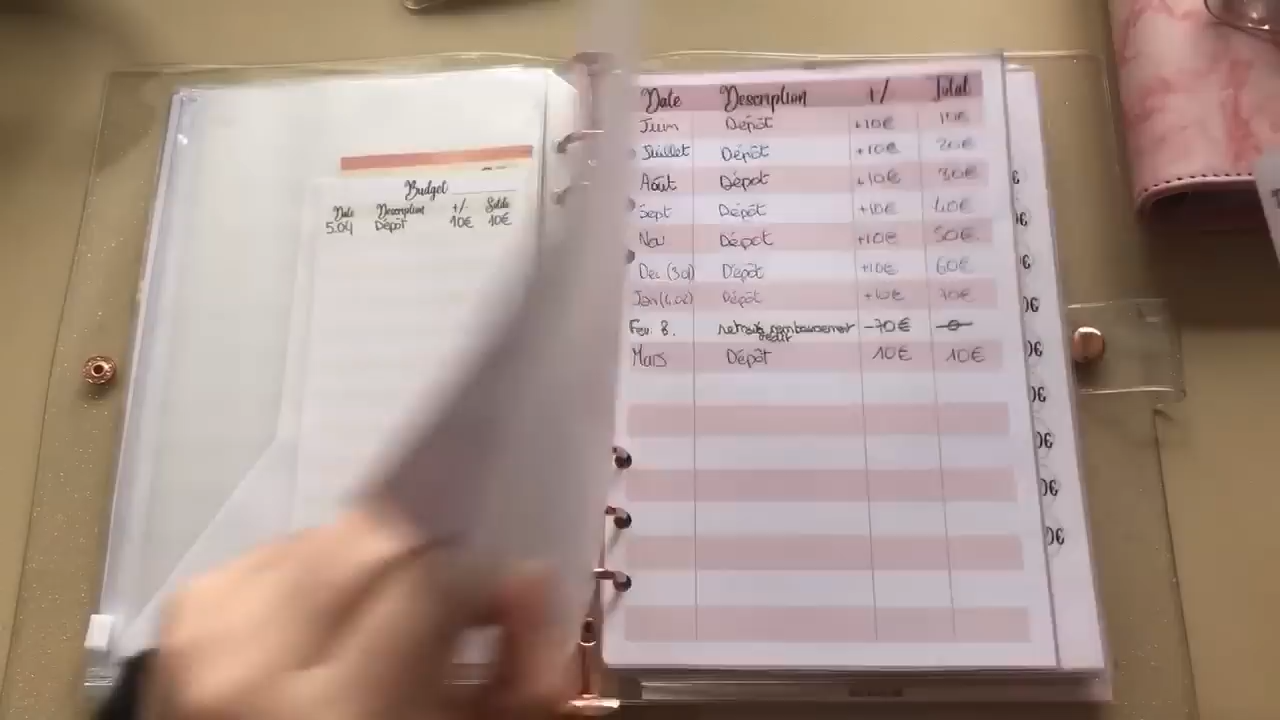 Budget
Date Description +/- Solde
5.04 Dépôt 10€ 10€
Date Description +/ Total
Juin Dépôt +10€ 10€
Juillet Dépôt +10€ 20€
Août Dépôt +10€ 30€
Sept Dépôt +10€ 40€
Nov Dépôt +10€ 50€
Dec (30) Dépôt +10€ 60€
Jan Dépôt +10€ 70€
Fev 8. retrait remboursement -70€ 0
Mars Dépôt 10€ 10€